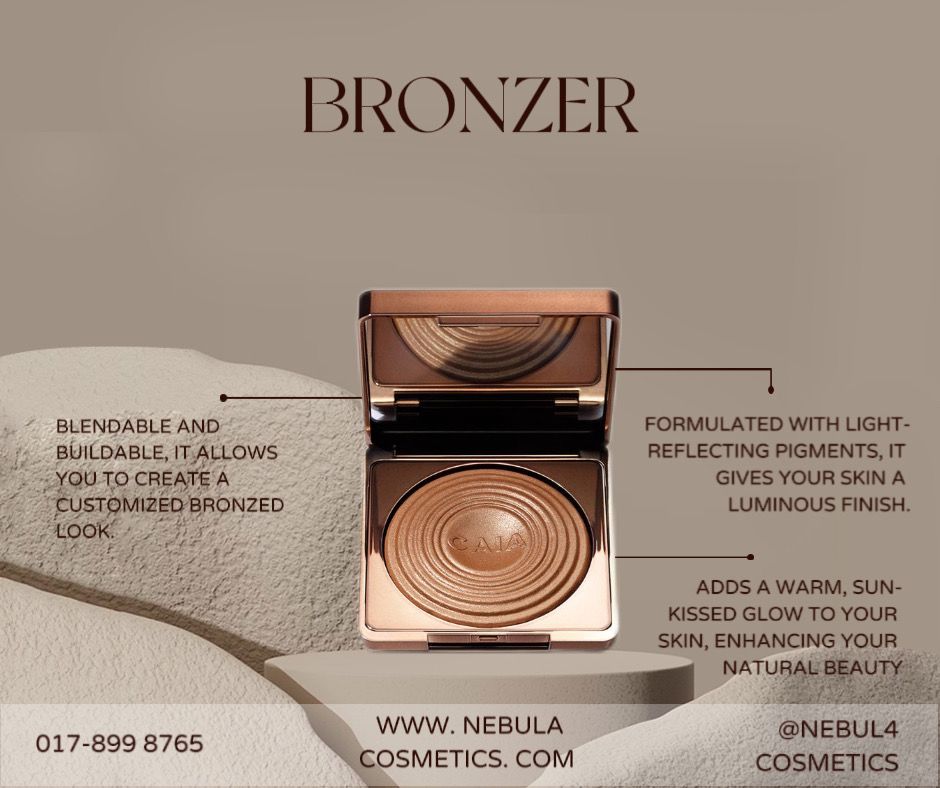 BRONZER
BLENDABLE AND
BUILDABLE, IT ALLOWS
YOU TO CREATE A
CUSTOMIZED BRONZED
LOOK.
FORMULATED WITH LIGHT-
REFLECTING PIGMENTS, IT
GIVES YOUR SKIN A
LUMINOUS FINISH.
CAIA
ADDS A WARM, SUN-
KISSED GLOW TO YOUR
SKIN, ENHANCING YOUR
NATURAL BEAUTY
017-899 8765
WWW. NEBULA
COSMETICS. COM
@NEBUL4
COSMETICS